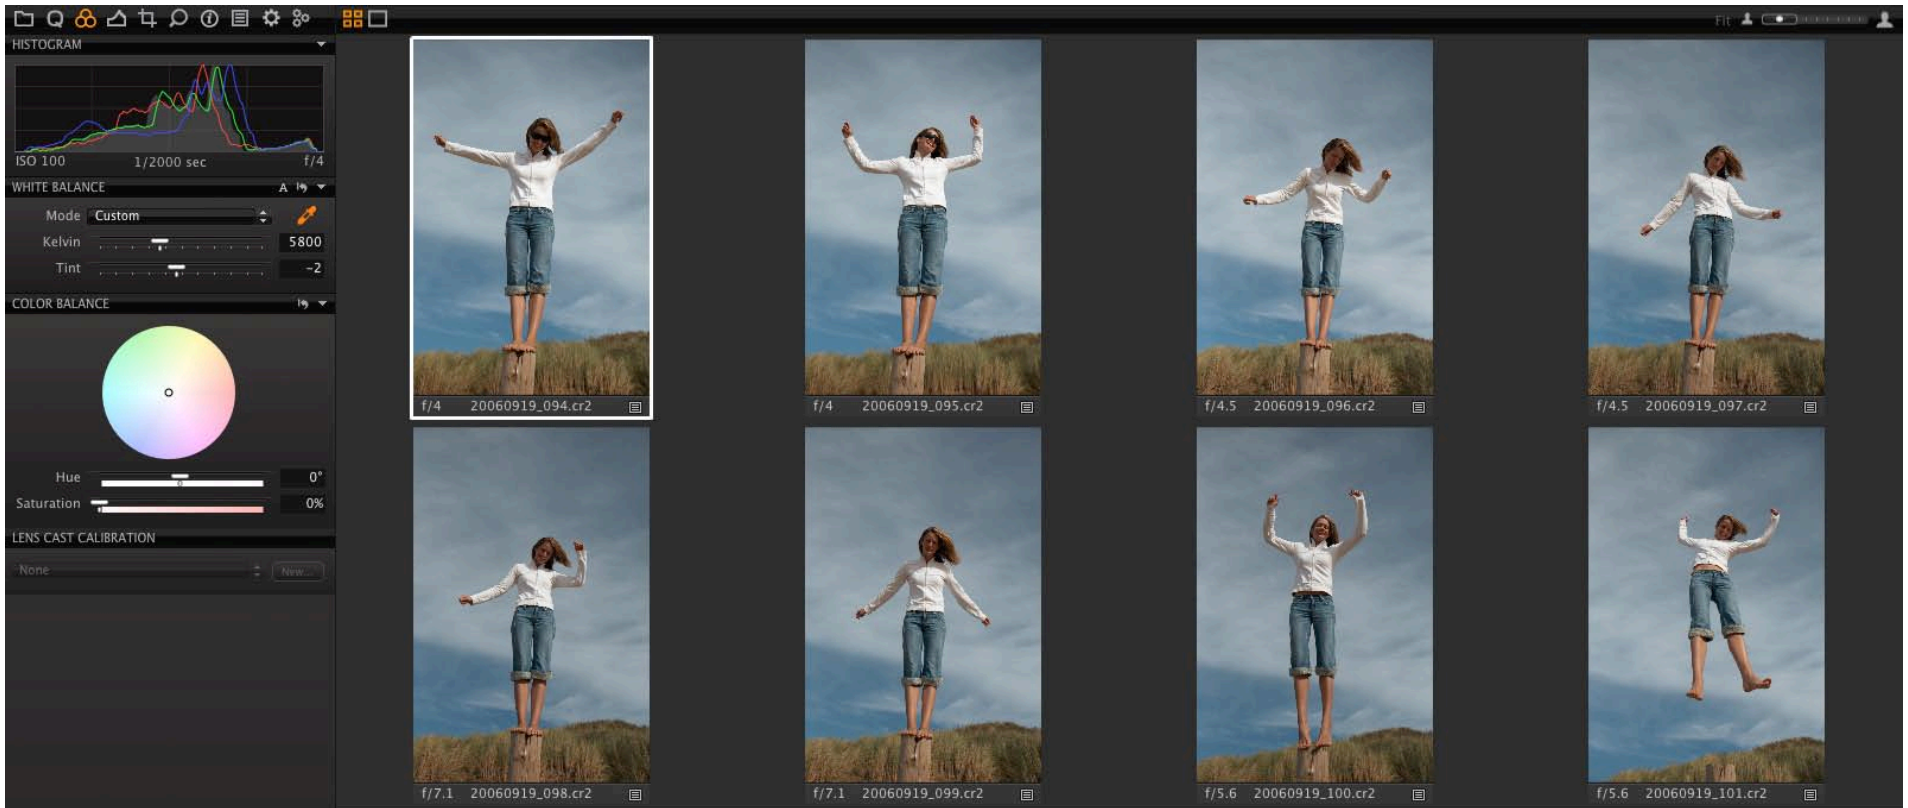 Fit
HISTOGRAM
ISO 100 1/2000 sec f/4
WHITE BALANCE A
Mode Custom
Kelvin 5800
Tint -2
COLOR BALANCE
Hue 0°
Saturation 0%
LENS CAST CALIBRATION
None New...
f/4 20060919_094.cr2
f/4 20060919_095.cr2
f/4.5 20060919_096.cr2
f/4.5 20060919_097.cr2
f/7.1 20060919_098.cr2
f/7.1 20060919_099.cr2
f/5.6 20060919_100.cr2
f/5.6 20060919_101.cr2